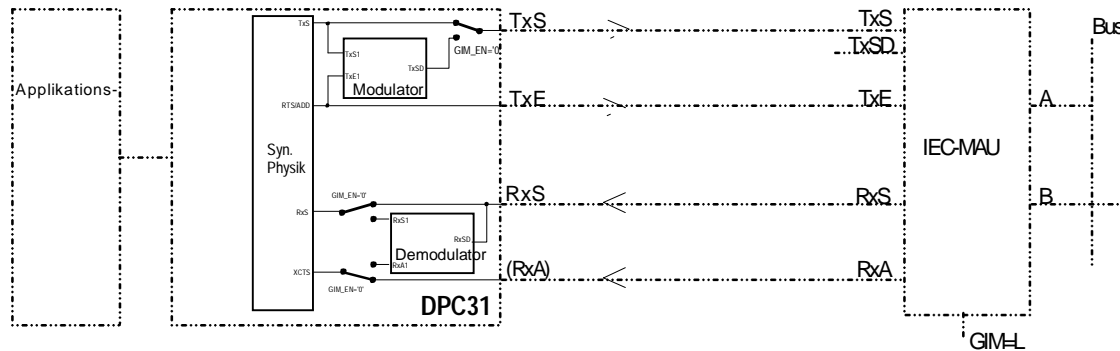 TxS
TxS
TxS
Bus
GIM_EN='0'
TxSD
TxS1
TxSD
TxE1
Modulator
Applikations-
RTS/ADD
TxE
TxE
A
Syn.
Physik
IEC-MAU
GIM_EN='0'
RxS
RxS
RxS
B
RxS1
RxSD
Demodulator
RxA1
XCTS
(RxA)
RxA
GIM_EN='0'
DPC31
GIM=L